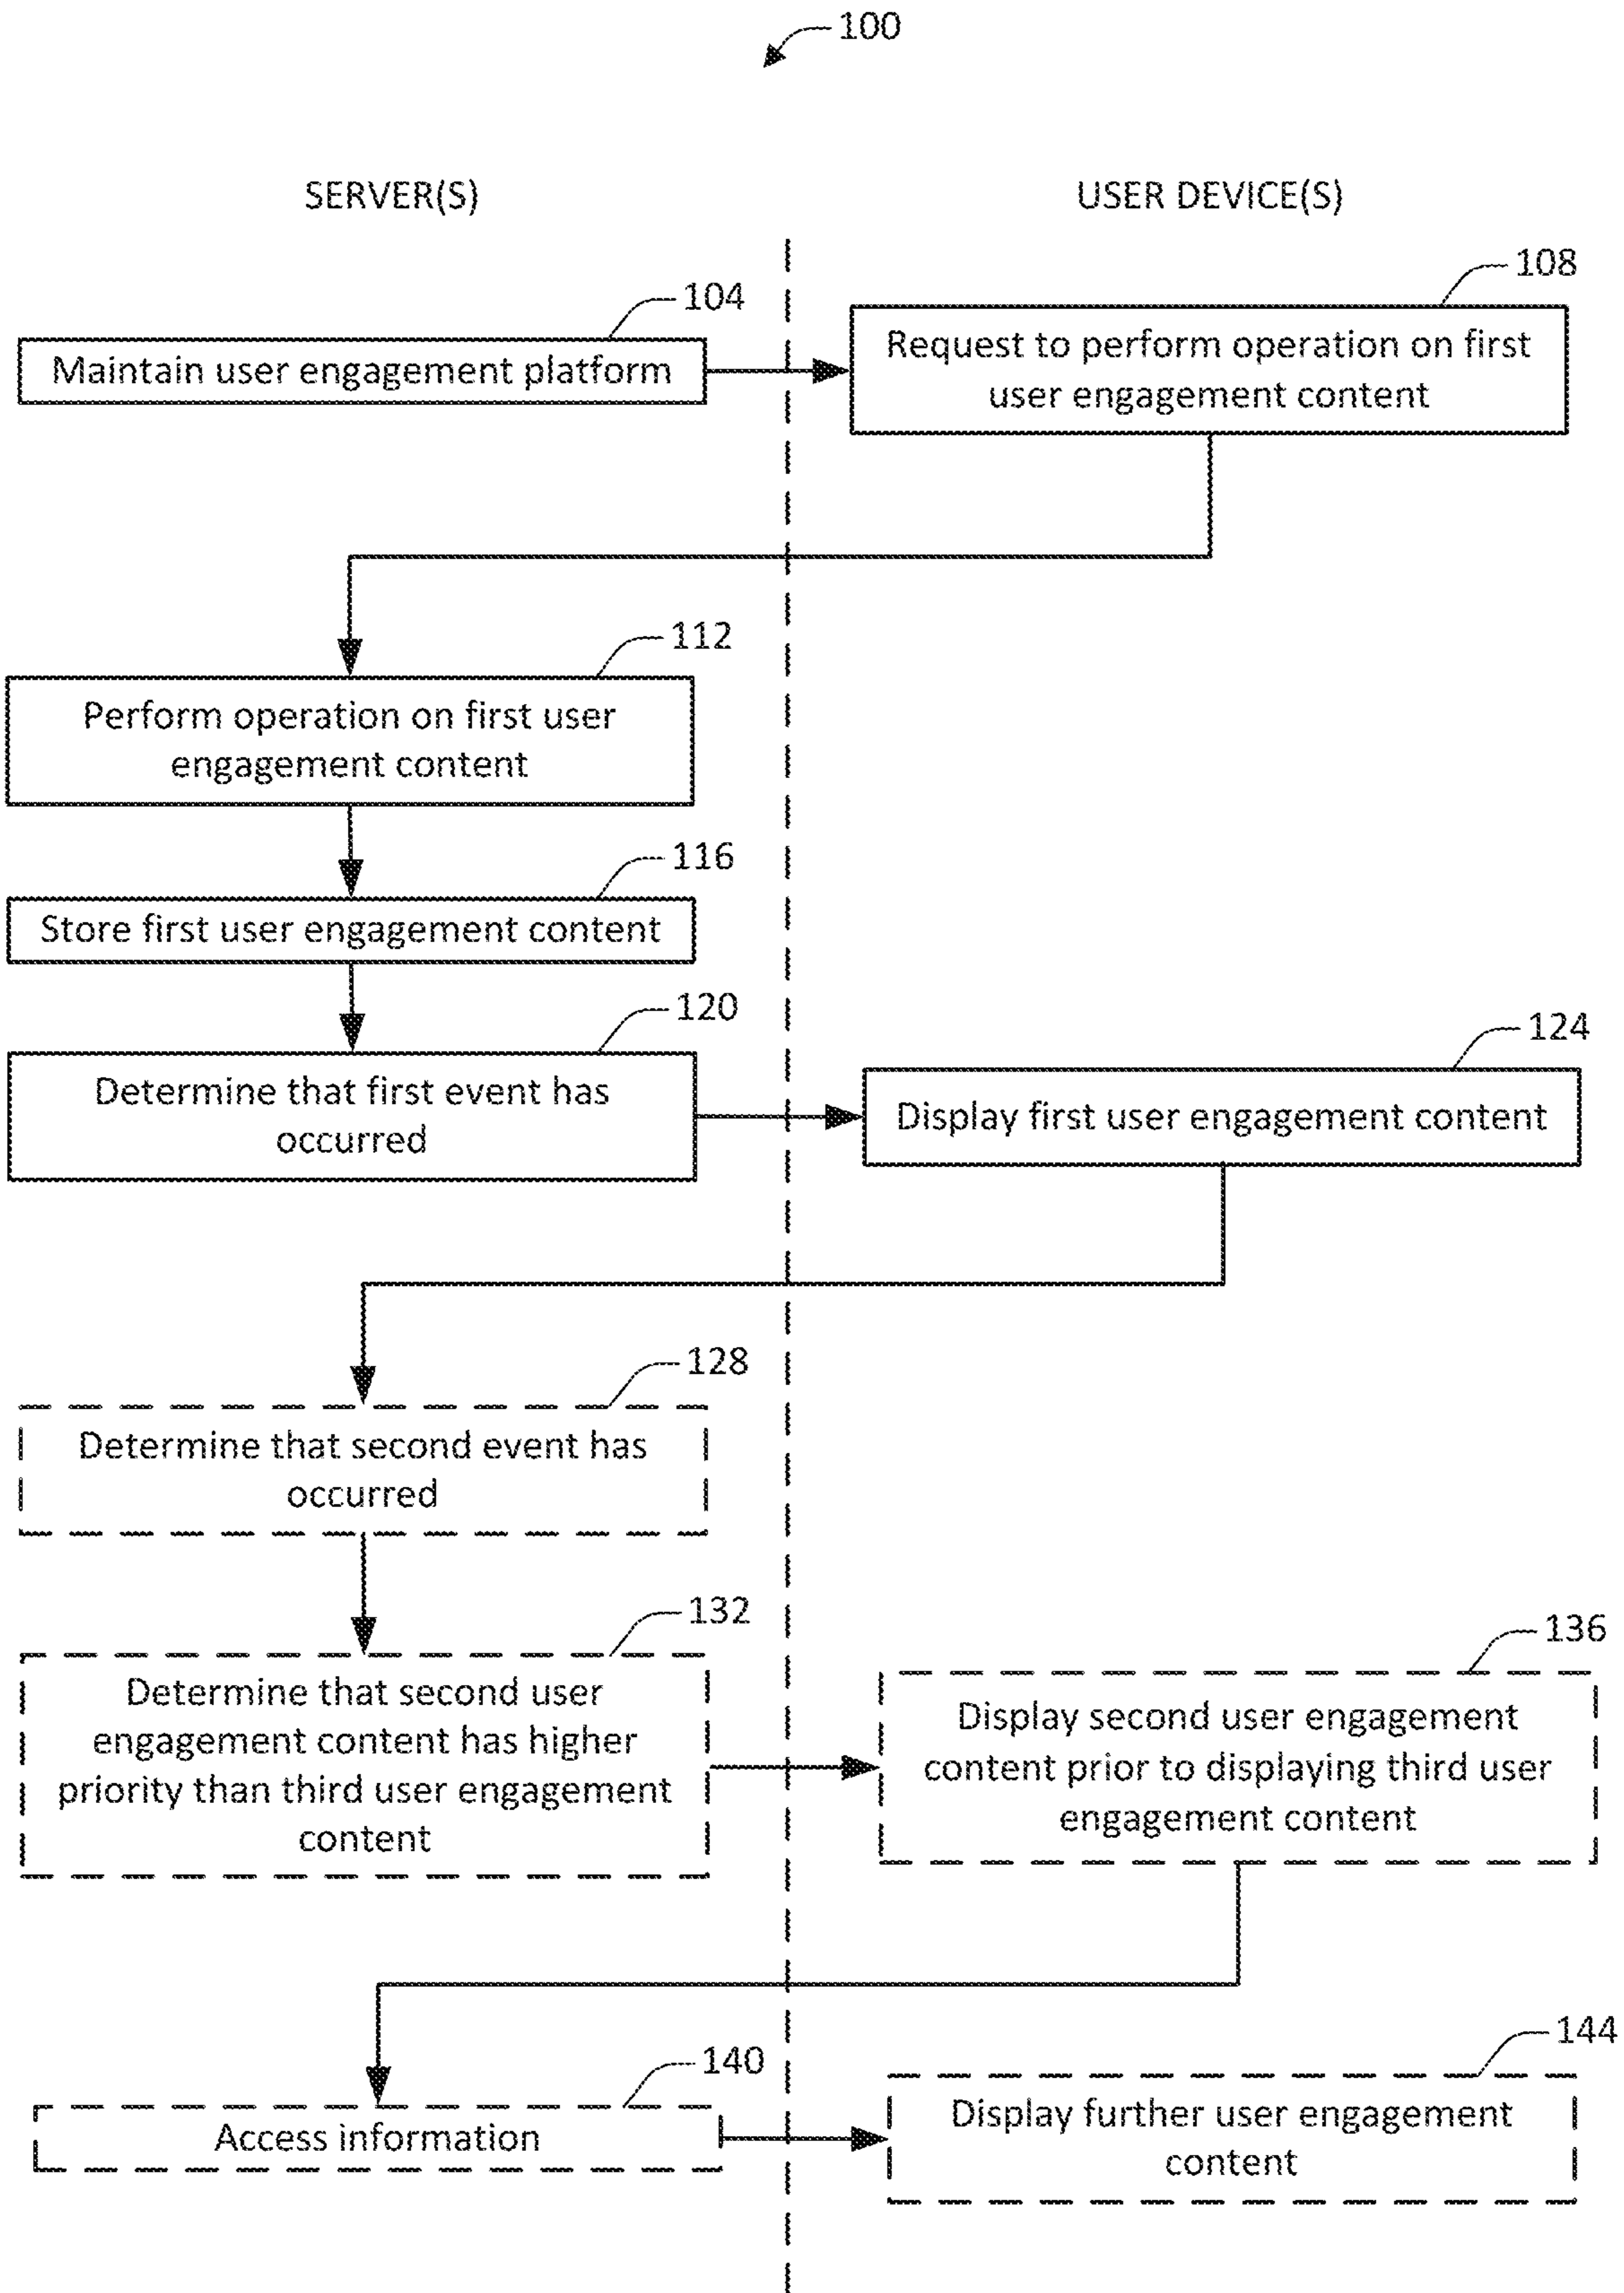 100
SERVER(S)
USER DEVICE(S)
104
Maintain user engagement platform
108
Request to perform operation on first
user engagement content
112
Perform operation on first user
engagement content
116
Store first user engagement content
120
Determine that first event has
occurred
124
Display first user engagement content
128
Determine that second event has
occurred
132
Determine that second user
engagement content has higher
priority than third user engagement
content
136
Display second user engagement
content prior to displaying third user
engagement content
140
Access information
144
Display further user engagement
content